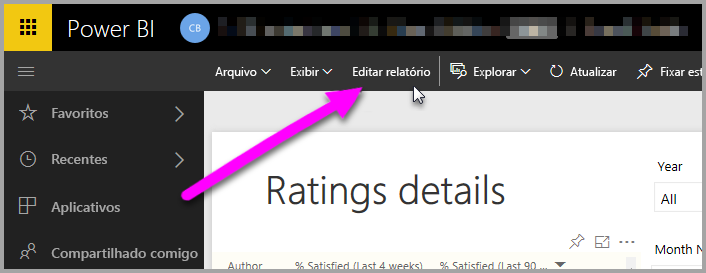 Power BI
CB
Arquivo Exibir Editar relatório Explorar Atualizar Fixar est
Favoritos
Recentes
Aplicativos
Compartilhado comigo
Ratings details
Year
All
Month N
Author % Satisfied (Last 4 weeks) % Satisfied (Last 90 ...